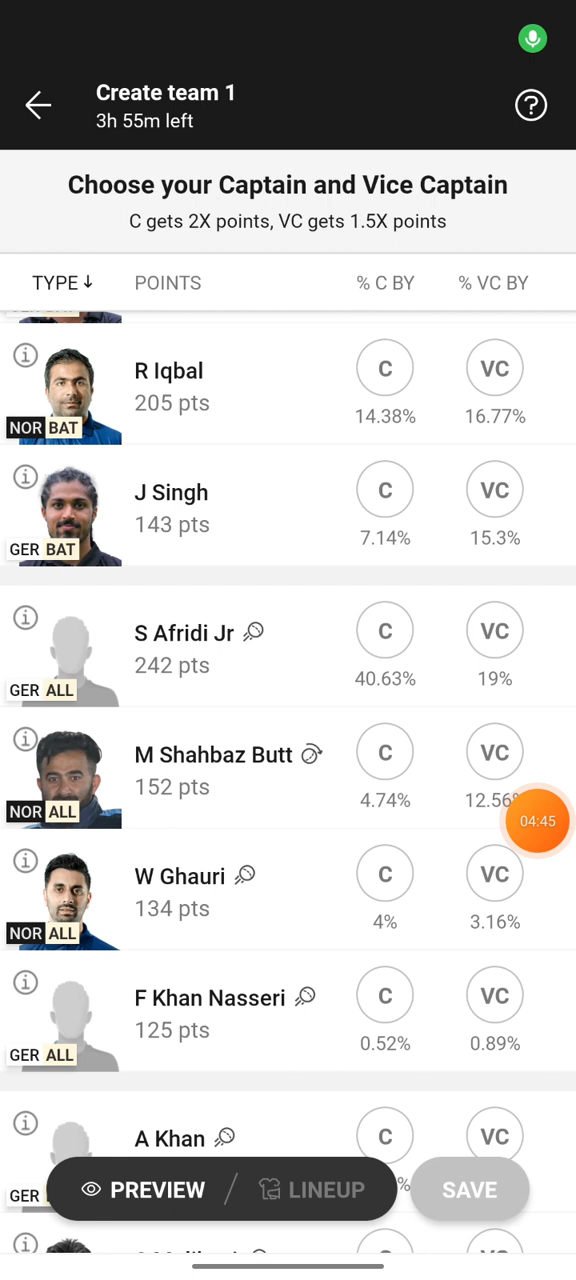 Create team 1
3h 55m left
Choose your Captain and Vice Captain
C gets 2X points, VC gets 1.5X points
TYPE↓ POINTS % C BY % VC BY
R Iqbal
205 pts
C VC
14.38% 16.77%
NOR BAT
J Singh
143 pts
C VC
7.14% 15.3%
GER BAT
S Afridi Jr
242 pts
C VC
40.63% 19%
GER ALL
M Shahbaz Butt
152 pts
C VC
4.74% 12.56
NOR ALL
04:45
W Ghauri
134 pts
C VC
4% 3.16%
NOR ALL
F Khan Nasseri
125 pts
C VC
0.52% 0.89%
GER ALL
A Khan
C VC
GER
%
PREVIEW / LINEUP SAVE